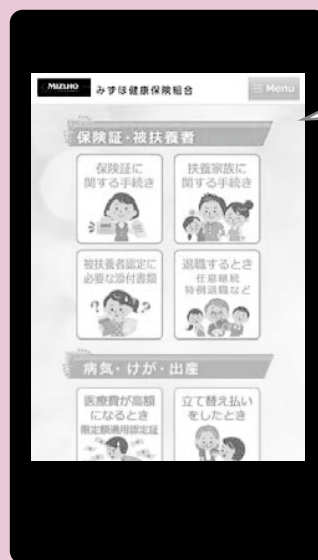 MIZUHO みずほ健康保険組合 Menu
保険証・被扶養者
保険証に
関する手続き
扶養家族に
関する手続き
被扶養者認定に
必要な添付書類
退職するとき
任意継続
特例退職など
病気・けが・出産
医療費が高額
になるとき
限度額適用認定証
立て替え払い
をしたとき